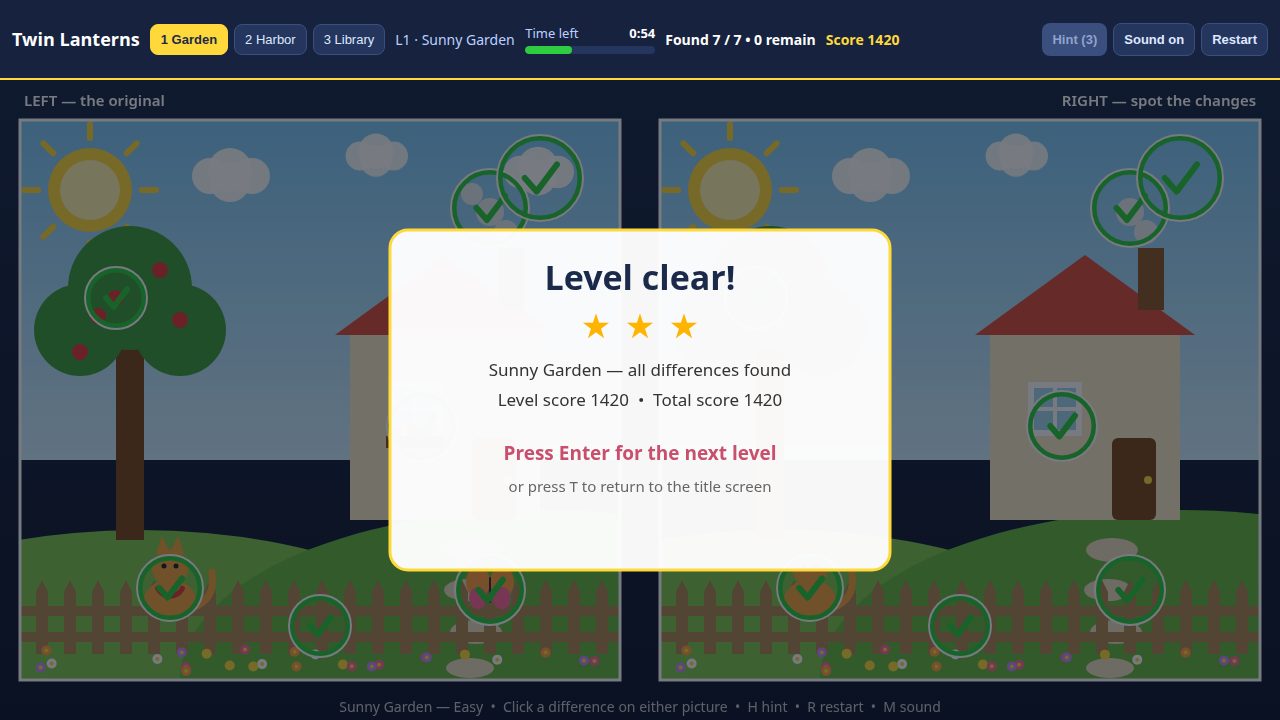 Twin Lanterns
1 Garden
2 Harbor
3 Library
L1 · Sunny Garden
Time left
0:54
Found 7 / 7 • 0 remain
Score 1420
Hint (3)
Sound on
Restart
LEFT — the original
RIGHT — spot the changes
Level clear!
★ ★ ★
Sunny Garden — all differences found
Level score 1420 • Total score 1420
Press Enter for the next level
or press T to return to the title screen
Sunny Garden — Easy • Click a difference on either picture • H hint • R restart • M sound